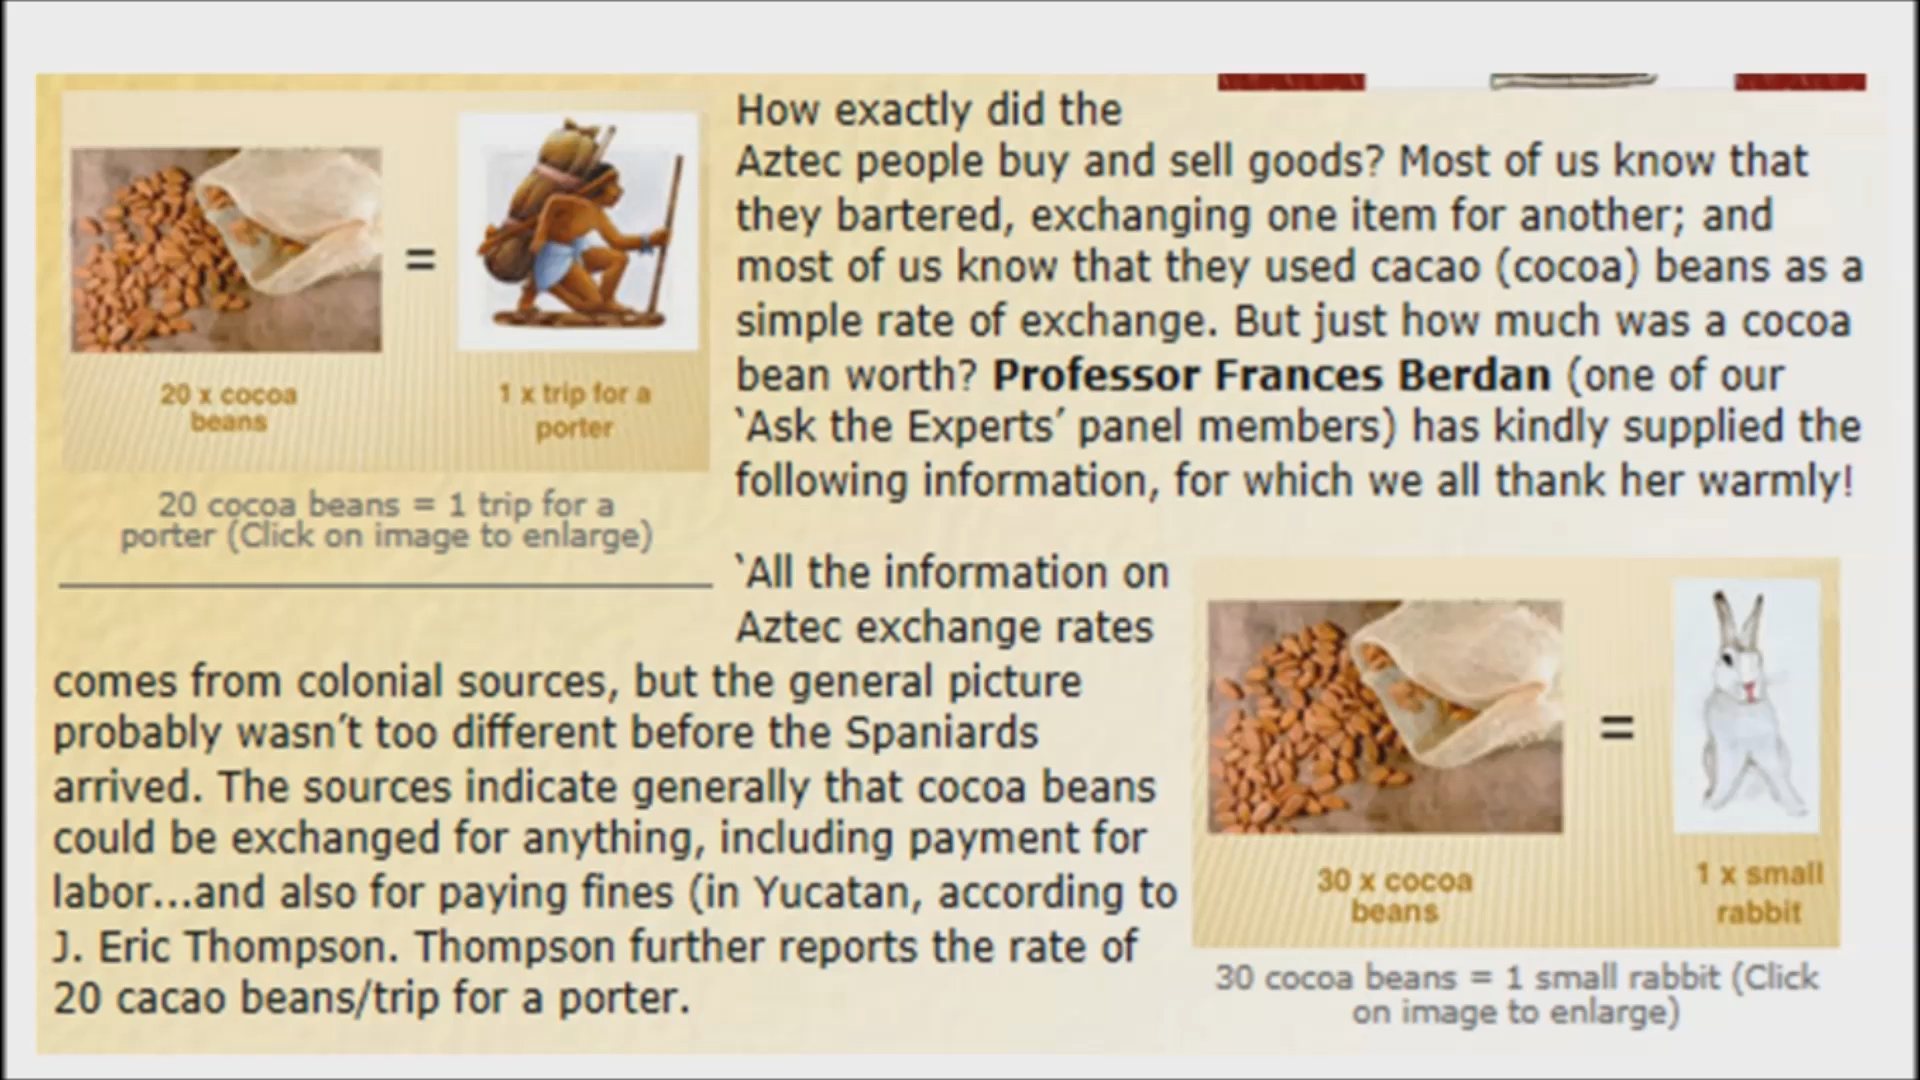 20 x cocoa
beans
=
1 x trip for a
porter
20 cocoa beans = 1 trip for a
porter (Click on image to enlarge)
How exactly did the
Aztec people buy and sell goods? Most of us know that
they bartered, exchanging one item for another; and
most of us know that they used cacao (cocoa) beans as a
simple rate of exchange. But just how much was a cocoa
bean worth? Professor Frances Berdan (one of our
‘Ask the Experts’ panel members) has kindly supplied the
following information, for which we all thank her warmly!
‘All the information on
Aztec exchange rates
comes from colonial sources, but the general picture
probably wasn’t too different before the Spaniards
arrived. The sources indicate generally that cocoa beans
could be exchanged for anything, including payment for
labor...and also for paying fines (in Yucatan, according to
J. Eric Thompson. Thompson further reports the rate of
20 cacao beans/trip for a porter.
30 x cocoa
beans
=
1 x small
rabbit
30 cocoa beans = 1 small rabbit (Click
on image to enlarge)